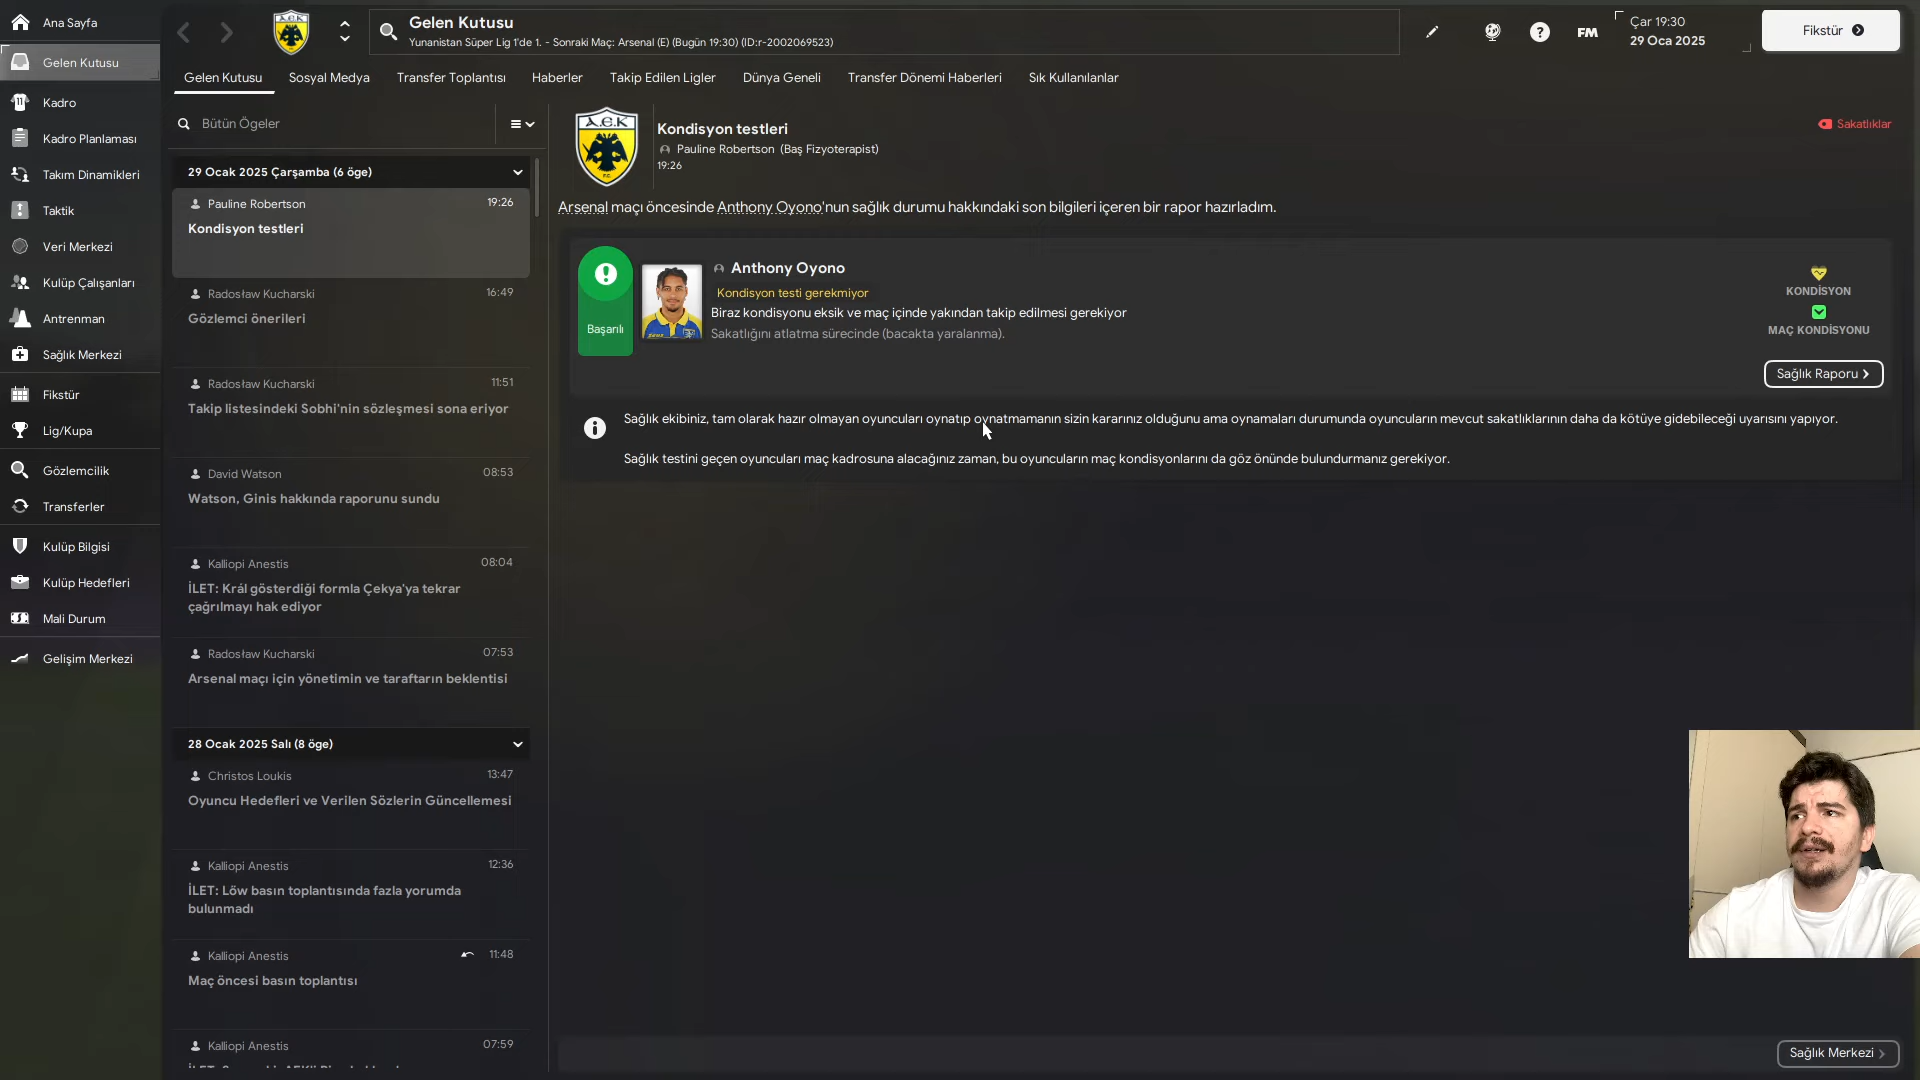 Ana Sayfa
Gelen Kutusu
Kadro
Kadro Planlaması
Takım Dinamikleri
Taktik
Veri Merkezi
Kulüp Çalışanları
Antrenman
Sağlık Merkezi
Fikstür
Lig/Kupa
Gözlemcilik
Transferler
Kulüp Bilgisi
Kulüp Hedefleri
Mali Durum
Gelişim Merkezi
Gelen Kutusu
Yunanistan Süper Lig 1'de 1. - Sonraki Maç: Arsenal (E) (Bugün 19:30) (ID:r-2002069523)
FM
Çar 19:30
29 Oca 2025
Fikstür
Gelen Kutusu
Sosyal Medya
Transfer Toplantısı
Haberler
Takip Edilen Ligler
Dünya Geneli
Transfer Dönemi Haberleri
Sık Kullanılanlar
Bütün Ögeler
29 Ocak 2025 Çarşamba (6 öge)
Pauline Robertson 19:26
Kondisyon testleri
Radosław Kucharski 16:49
Gözlemci önerileri
Radosław Kucharski 11:51
Takip listesindeki Sobhi'nin sözleşmesi sona eriyor
David Watson 08:53
Watson, Ginis hakkında raporunu sundu
Kalliopi Anestis 08:04
İLET: Král gösterdiği formla Çekya'ya tekrar
çağrılmayı hak ediyor
Radosław Kucharski 07:53
Arsenal maçı için yönetimin ve taraftarın beklentisi
28 Ocak 2025 Salı (8 öge)
Christos Loukis 13:47
Oyuncu Hedefleri ve Verilen Sözlerin Güncellemesi
Kalliopi Anestis 12:36
İLET: Löw basın toplantısında fazla yorumda
bulunmadı
Kalliopi Anestis 11:48
Maç öncesi basın toplantısı
Kalliopi Anestis 07:59
Kondisyon testleri
Pauline Robertson (Baş Fizyoterapist)
19:26
Sakatlıklar
Arsenal maçı öncesinde Anthony Oyono'nun sağlık durumu hakkındaki son bilgileri içeren bir rapor hazırladım.
Başarılı
Anthony Oyono
Kondisyon testi gerekmiyor
Biraz kondisyonu eksik ve maç içinde yakından takip edilmesi gerekiyor
Sakatlığını atlatma sürecinde (bacakta yaralanma).
KONDİSYON
MAÇ KONDİSYONU
Sağlık Raporu
Sağlık ekibiniz, tam olarak hazır olmayan oyuncuları oynatıp oynatmamanın sizin kararınız olduğunu ama oynamaları durumunda oyuncuların mevcut sakatlıklarının daha da kötüye gidebileceği uyarısını yapıyor.
Sağlık testini geçen oyuncuları maç kadrosuna alacağınız zaman, bu oyuncuların maç kondisyonlarını da göz önünde bulundurmanız gerekiyor.
Sağlık Merkezi